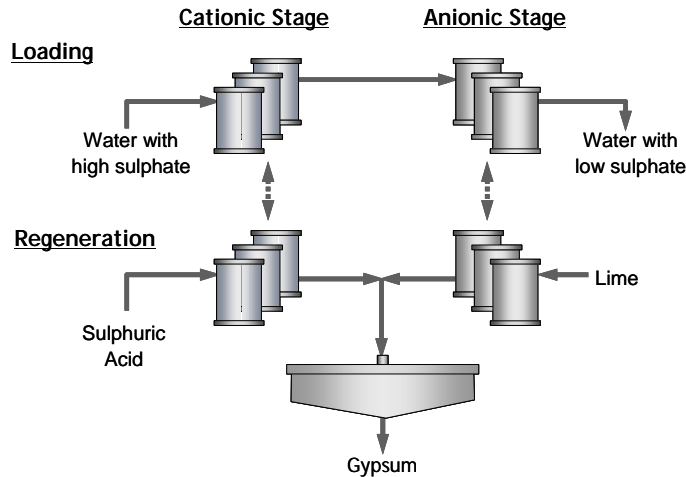 Cationic Stage
Anionic Stage
Loading
Water with
high sulphate
Water with
low sulphate
Regeneration
Sulphuric
Acid
Lime
Gypsum